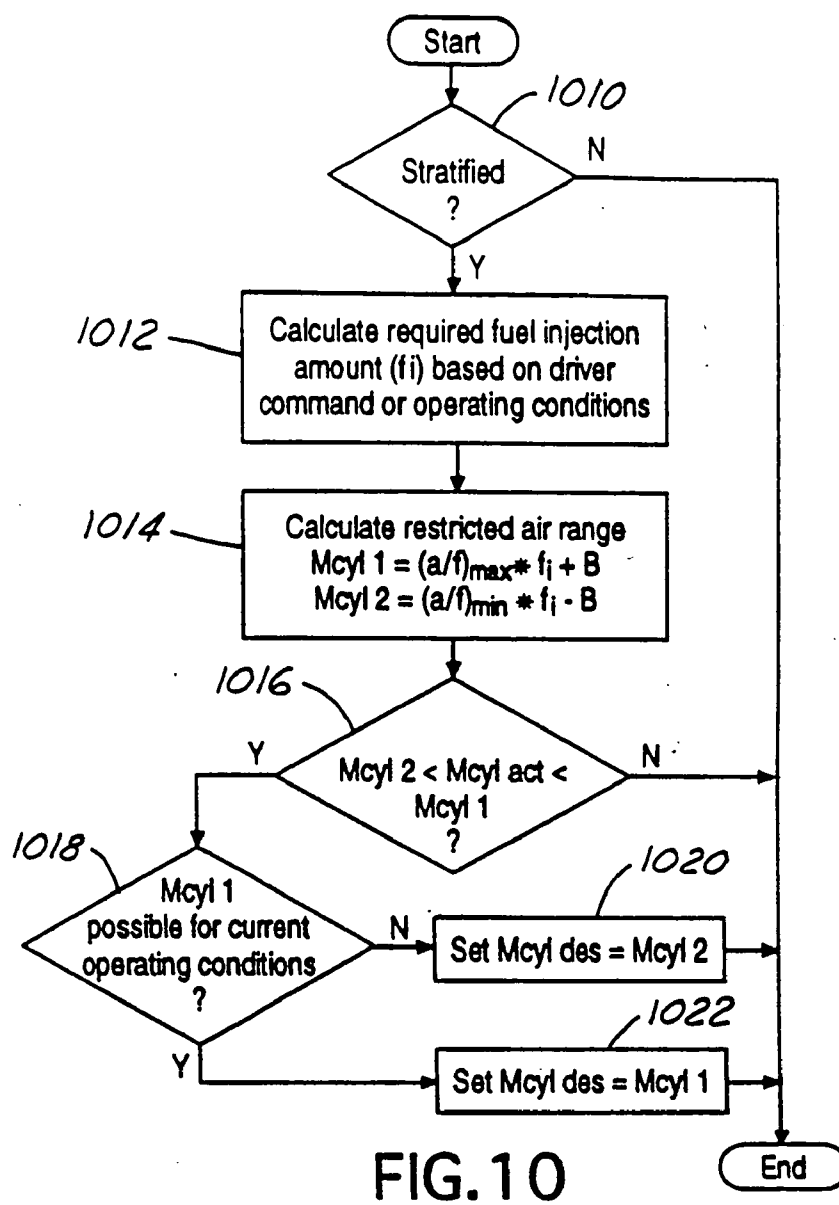 Start
1010
Stratified
?
N
Y
1012
Calculate required fuel injection
amount (fi) based on driver
command or operating conditions
1014
Calculate restricted air range
Mcyl 1 = (a/f)max* fi + B
Mcyl 2 = (a/f)min * fi - B
1016
Y
Mcyl 2 < Mcyl act <
Mcyl 1
?
N
1018
Mcyl 1
possible for current
operating conditions
?
N
1020
Set Mcyl des = Mcyl 2
Y
1022
Set Mcyl des = Mcyl 1
End
FIG.10